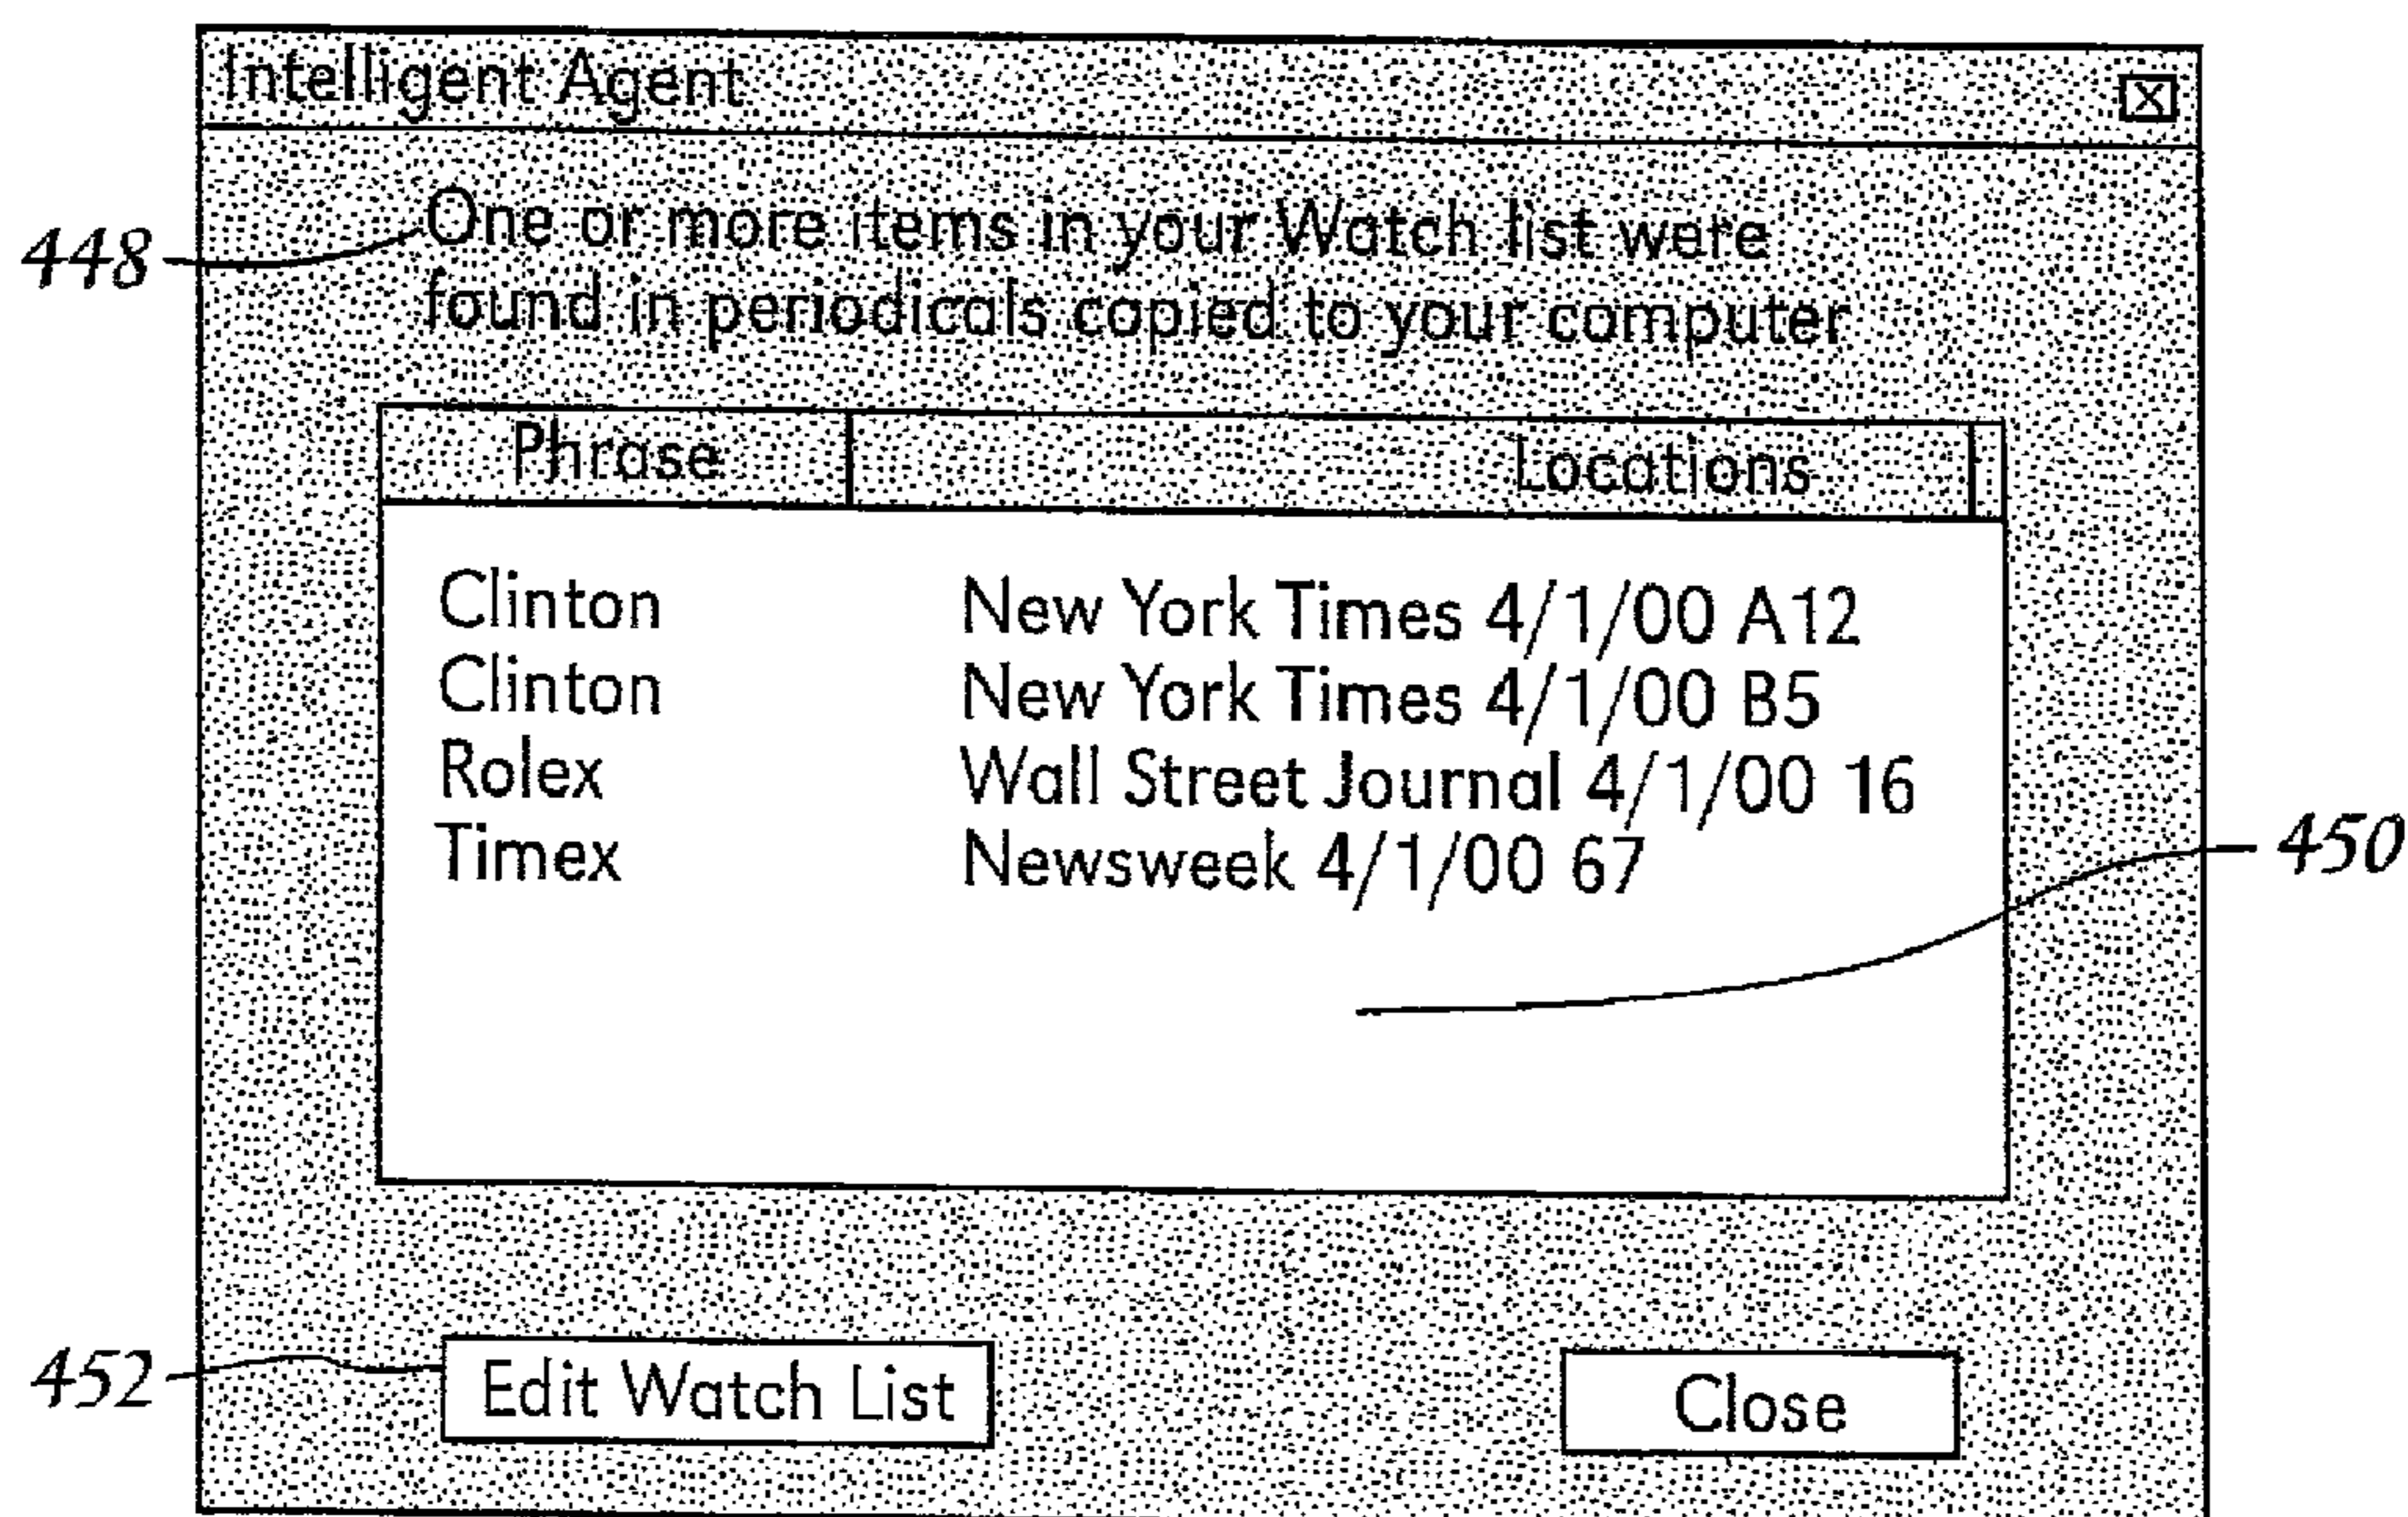 Intelligent Agent
448
One or more items in your Watch list were
found in periodicals copied to your computer
Phrase Locations
Clinton New York Times 4/1/00 A12
Clinton New York Times 4/1/00 B5
Rolex Wall Street Journal 4/1/00 16
Timex Newsweek 4/1/00 67
450
452
Edit Watch List Close